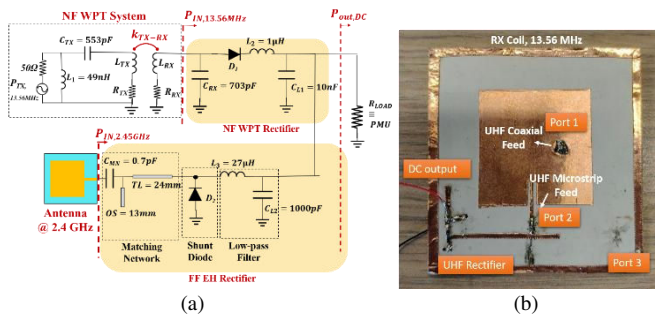 NF WPT System
P_IN,13.56MHz
P_out,DC
C_TX = 553pF
k_TX-RX
L_2 = 1μH
50Ω
L_1 = 49nH
L_TX
L_RX
D_1
P_TX,
13.56MHz
R_TX
R_RX
C_RX = 703pF
C_L1 = 10nF
NF WPT Rectifier
R_LOAD
≡
PMU
P_IN,2.45GHz
C_MN = 0.7pF
L_3 = 27μH
TL = 24mm
D_2
C_L2 = 1000pF
OS = 13mm
Antenna
@ 2.4 GHz
Matching
Network
Shunt
Diode
Low-pass
Filter
FF EH Rectifier
(a)
RX Coil, 13.56 MHz
Port 1
UHF Coaxial
Feed
DC output
UHF Microstrip
Feed
Port 2
UHF Rectifier
Port 3
(b)